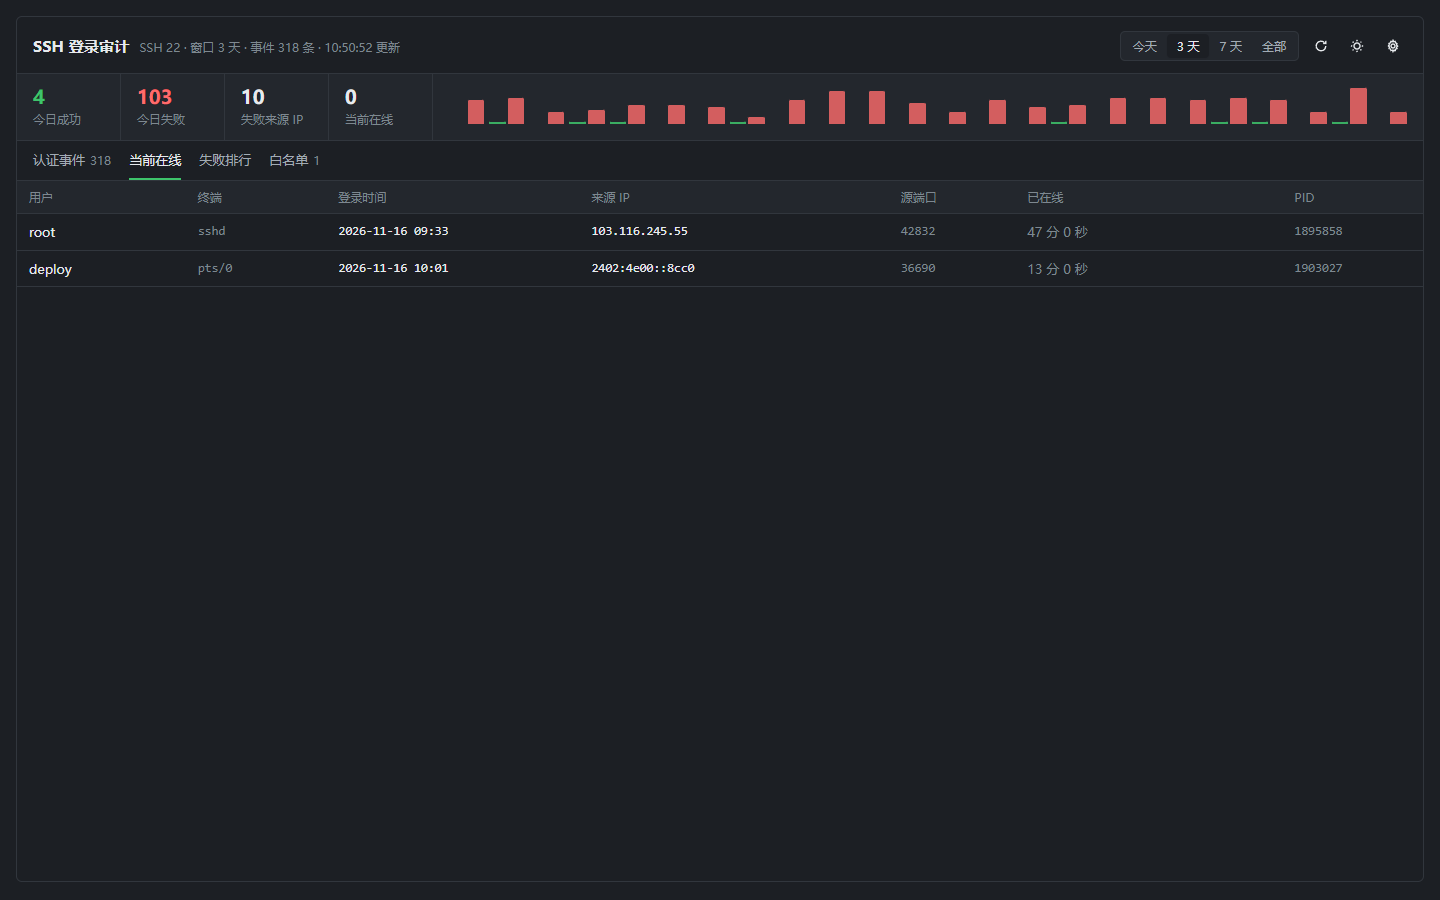 SSH 登录审计 SSH 22 · 窗口 3 天 · 事件 318 条 · 10:50:52 更新 今天 3 天 7 天 全部
4 103 10 0
今日成功 今日失败 失败来源 IP 当前在线
认证事件 318 当前在线 失败排行 白名单 1
用户 终端 登录时间 来源 IP 源端口 已在线 PID
root sshd 2026-11-16 09:33 103.116.245.55 42832 47 分 0 秒 1895858
deploy pts/0 2026-11-16 10:01 2402:4e00::8cc0 36690 13 分 0 秒 1903027